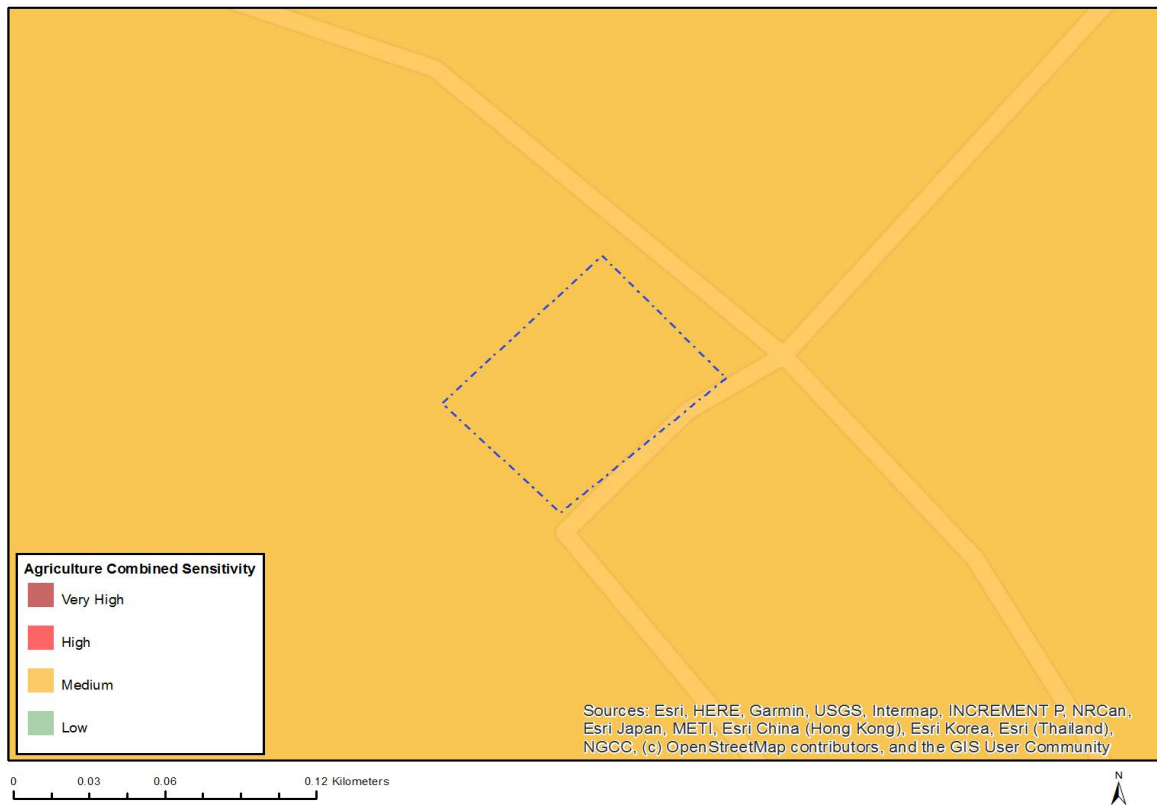 Agriculture Combined Sensitivity
Very High
High
Medium
Low
Sources: Esri, HERE, Garmin, USGS, Intermap, INCREMENT P, NRCan,
Esri Japan, METI, Esri China (Hong Kong), Esri Korea, Esri (Thailand),
NGCC, (c) OpenStreetMap contributors, and the GIS User Community
0 0.03 0.06 0.12 Kilometers
N